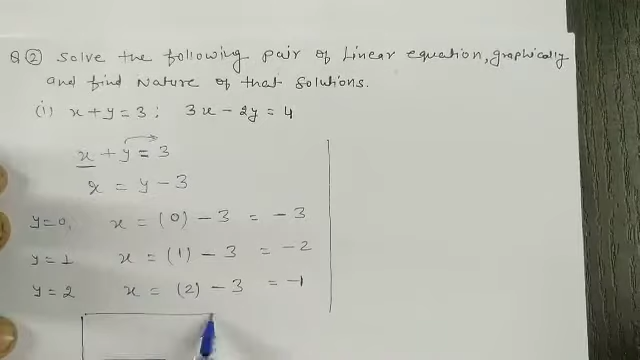 Q② Solve the following pair of Linear equation, graphically
and find Nature of that Solutions.
(i) x + y = 3 ; 3x - 2y = 4
x + y = 3
x = y - 3
y=0, x = (0) - 3 = -3
y=1 x = (1) - 3 = -2
y=2 x = (2) - 3 = -1